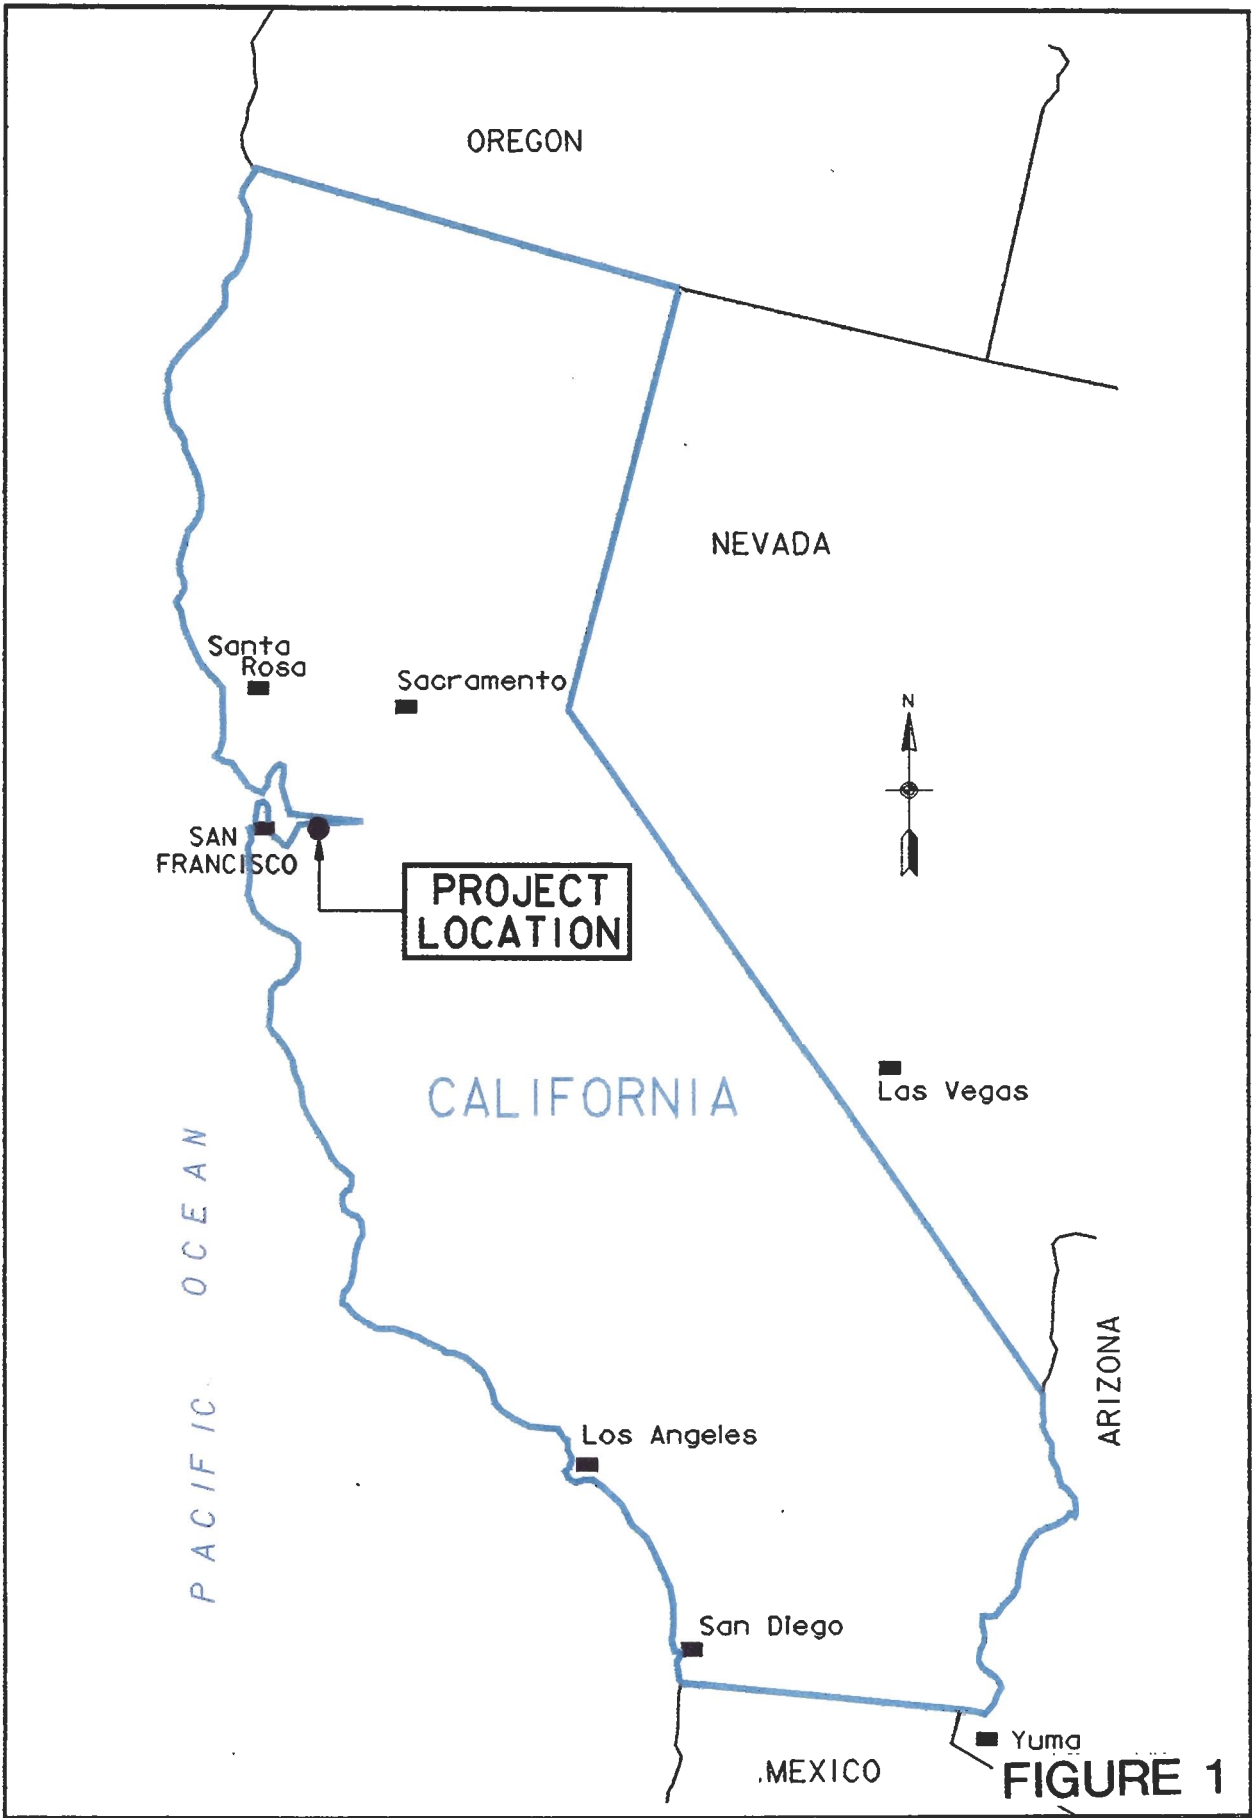 OREGON
NEVADA
Santa
Rosa
Sacramento
N
SAN
FRANCISCO
PROJECT
LOCATION
CALIFORNIA
Las Vegas
PACIFIC OCEAN
ARIZONA
Los Angeles
San Diego
Yuma
MEXICO
FIGURE 1